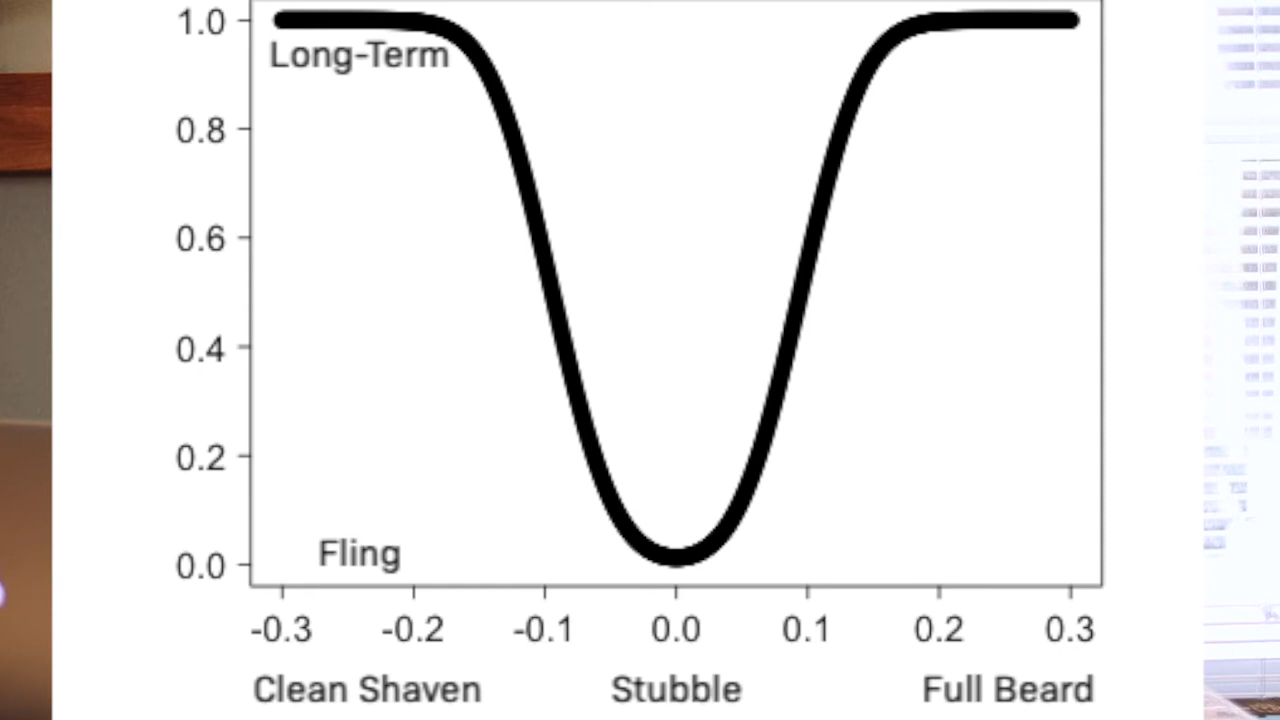 1.0
Long-Term
0.8
0.6
0.4
0.2
Fling
0.0
-0.3 -0.2 -0.1 0.0 0.1 0.2 0.3
Clean Shaven Stubble Full Beard